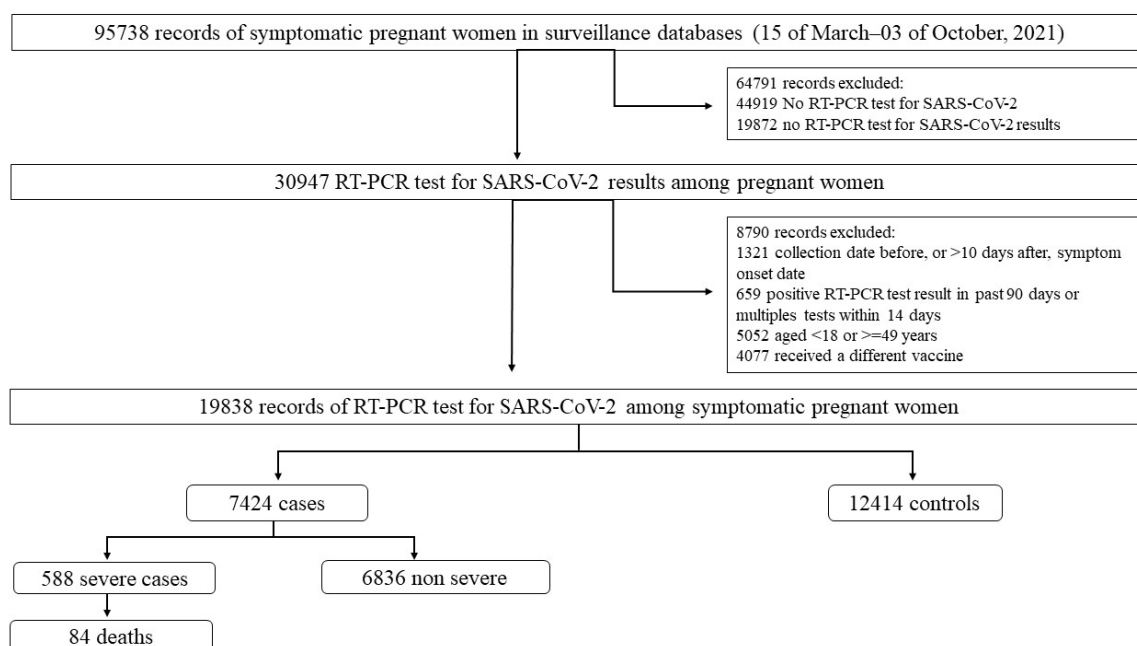 95738 records of symptomatic pregnant women in surveillance databases (15 of March–03 of October, 2021)
64791 records excluded:
44919 No RT-PCR test for SARS-CoV-2
19872 no RT-PCR test for SARS-CoV-2 results
30947 RT-PCR test for SARS-CoV-2 results among pregnant women
8790 records excluded:
1321 collection date before, or >10 days after, symptom
onset date
659 positive RT-PCR test result in past 90 days or
multiples tests within 14 days
5052 aged <18 or >=49 years
4077 received a different vaccine
19838 records of RT-PCR test for SARS-CoV-2 among symptomatic pregnant women
7424 cases
12414 controls
588 severe cases
6836 non severe
84 deaths